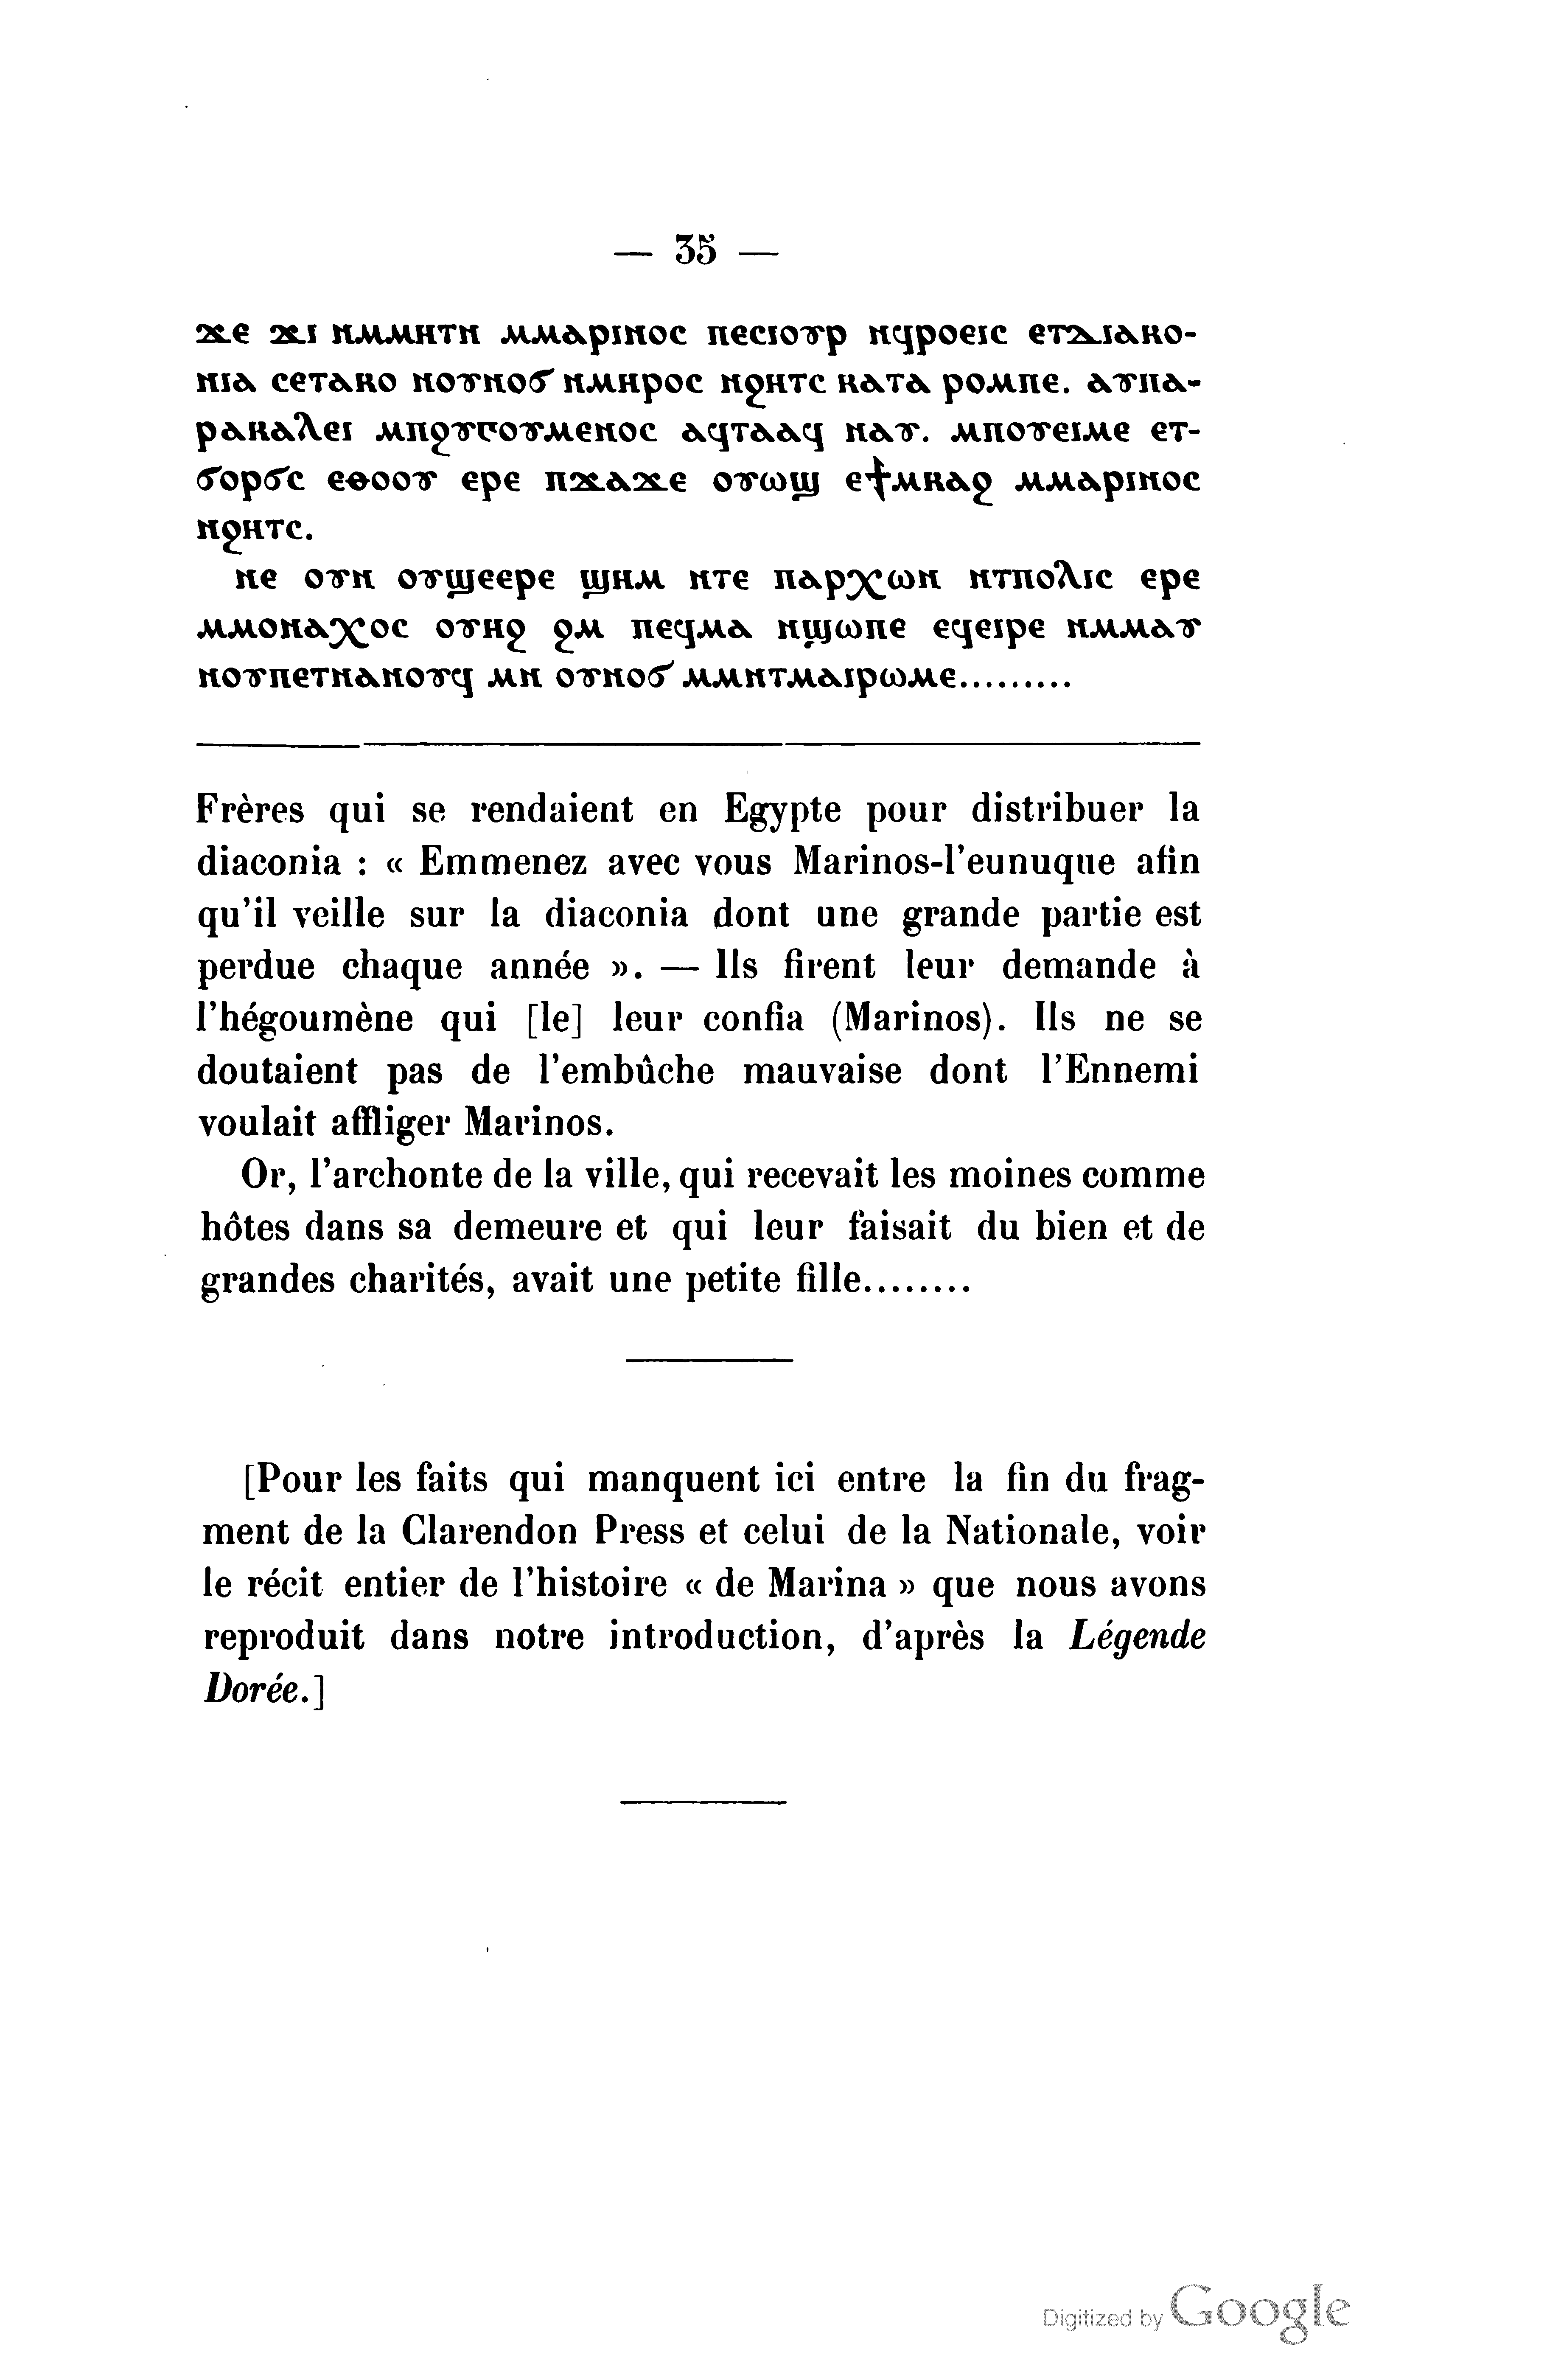 — 35 —
ϫⲉ ϫⲓ ⲛⲙⲙⲏⲧⲛ ⲙⲙⲁⲣⲓⲛⲟⲥ ⲡⲉⲥⲓⲟⲩⲣ ⲛϥⲣⲟⲉⲓⲥ ⲉⲧⲇⲓⲁⲕⲟ-
ⲛⲓⲁ ⲥⲉⲧⲁⲕⲟ ⲛⲟⲩⲛⲟϭ ⲛⲙⲏⲣⲟⲥ ⲛϩⲏⲧⲥ ⲕⲁⲧⲁ ⲣⲟⲙⲡⲉ. ⲁⲩⲡⲁ-
ⲣⲁⲕⲁⲗⲉⲓ ⲙⲡϩⲩⲅⲟⲩⲙⲉⲛⲟⲥ ⲁϥⲧⲁⲁϥ ⲛⲁⲩ. ⲙⲡⲟⲩⲉⲓⲙⲉ ⲉⲧ-
ϭⲟⲣϭⲥ ⲉⲑⲟⲟⲩ ⲉⲣⲉ ⲡϫⲁϫⲉ ⲟⲩⲱϣ ⲉϯⲙⲕⲁϩ ⲙⲙⲁⲣⲓⲛⲟⲥ
ⲛϩⲏⲧⲥ.
ⲛⲉ ⲟⲩⲛ ⲟⲩϣⲉⲉⲣⲉ ϣⲏⲙ ⲛⲧⲉ ⲡⲁⲣⲭⲱⲛ ⲛⲧⲡⲟⲗⲓⲥ ⲉⲣⲉ
ⲙⲙⲟⲛⲁⲭⲟⲥ ⲟⲩⲏϩ ϩⲙ ⲡⲉϥⲙⲁ ⲛϣⲱⲡⲉ ⲉϥⲉⲓⲣⲉ ⲛⲙⲙⲁⲩ
ⲛⲟⲩⲡⲉⲧⲛⲁⲛⲟⲩϥ ⲙⲛ ⲟⲩⲛⲟϭ ⲙⲙⲛⲧⲙⲁⲓⲣⲱⲙⲉ.........
Frères qui se rendaient en Egypte pour distribuer la
diaconia : « Emmenez avec vous Marinos-l'eunuque afin
qu'il veille sur la diaconia dont une grande partie est
perdue chaque année ». — Ils firent leur demande à
l'hégoumène qui [le] leur confia (Marinos). Ils ne se
doutaient pas de l'embûche mauvaise dont l'Ennemi
voulait affliger Marinos.
Or, l'archonte de la ville, qui recevait les moines comme
hôtes dans sa demeure et qui leur faisait du bien et de
grandes charités, avait une petite fille........
[Pour les faits qui manquent ici entre la fin du frag-
ment de la Clarendon Press et celui de la Nationale, voir
le récit entier de l'histoire « de Marina » que nous avons
reproduit dans notre introduction, d'après la Légende
Dorée.]
Digitized by Google